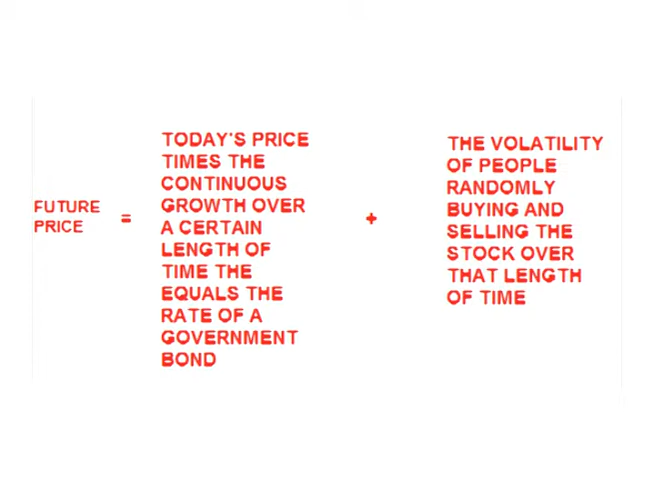 FUTURE
PRICE
=
TODAY'S PRICE
TIMES THE
CONTINUOUS
GROWTH OVER
A CERTAIN
LENGTH OF
TIME THE
EQUALS THE
RATE OF A
GOVERNMENT
BOND
+
THE VOLATILITY
OF PEOPLE
RANDOMLY
BUYING AND
SELLING THE
STOCK OVER
THAT LENGTH
OF TIME